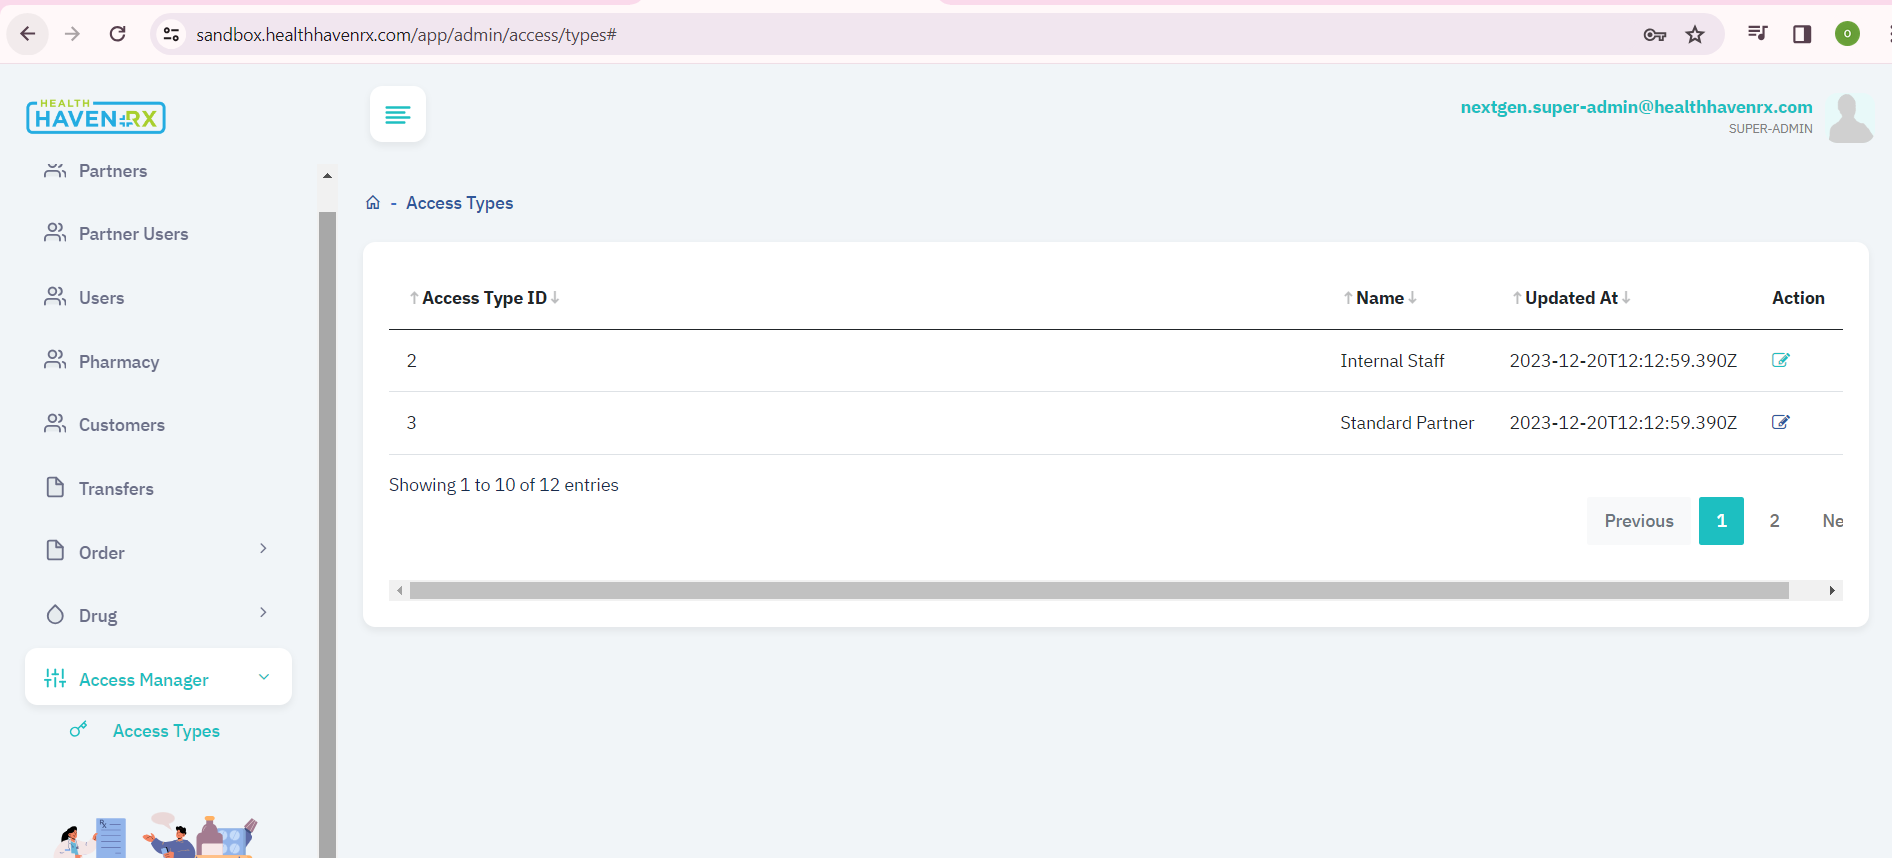 sandbox.healthhavenrx.com/app/admin/access/types#
O
HEALTH
HAVEN RX
nextgen.super-admin@healthhavenrx.com
SUPER-ADMIN
Partners
Partner Users
Users
Pharmacy
Customers
Transfers
Order
Drug
Access Manager
Access Types
- Access Types
Access Type ID Name Updated At Action
2 Internal Staff 2023-12-20T12:12:59.390Z
3 Standard Partner 2023-12-20T12:12:59.390Z
Showing 1 to 10 of 12 entries
Previous 1 2 Ne
Rx